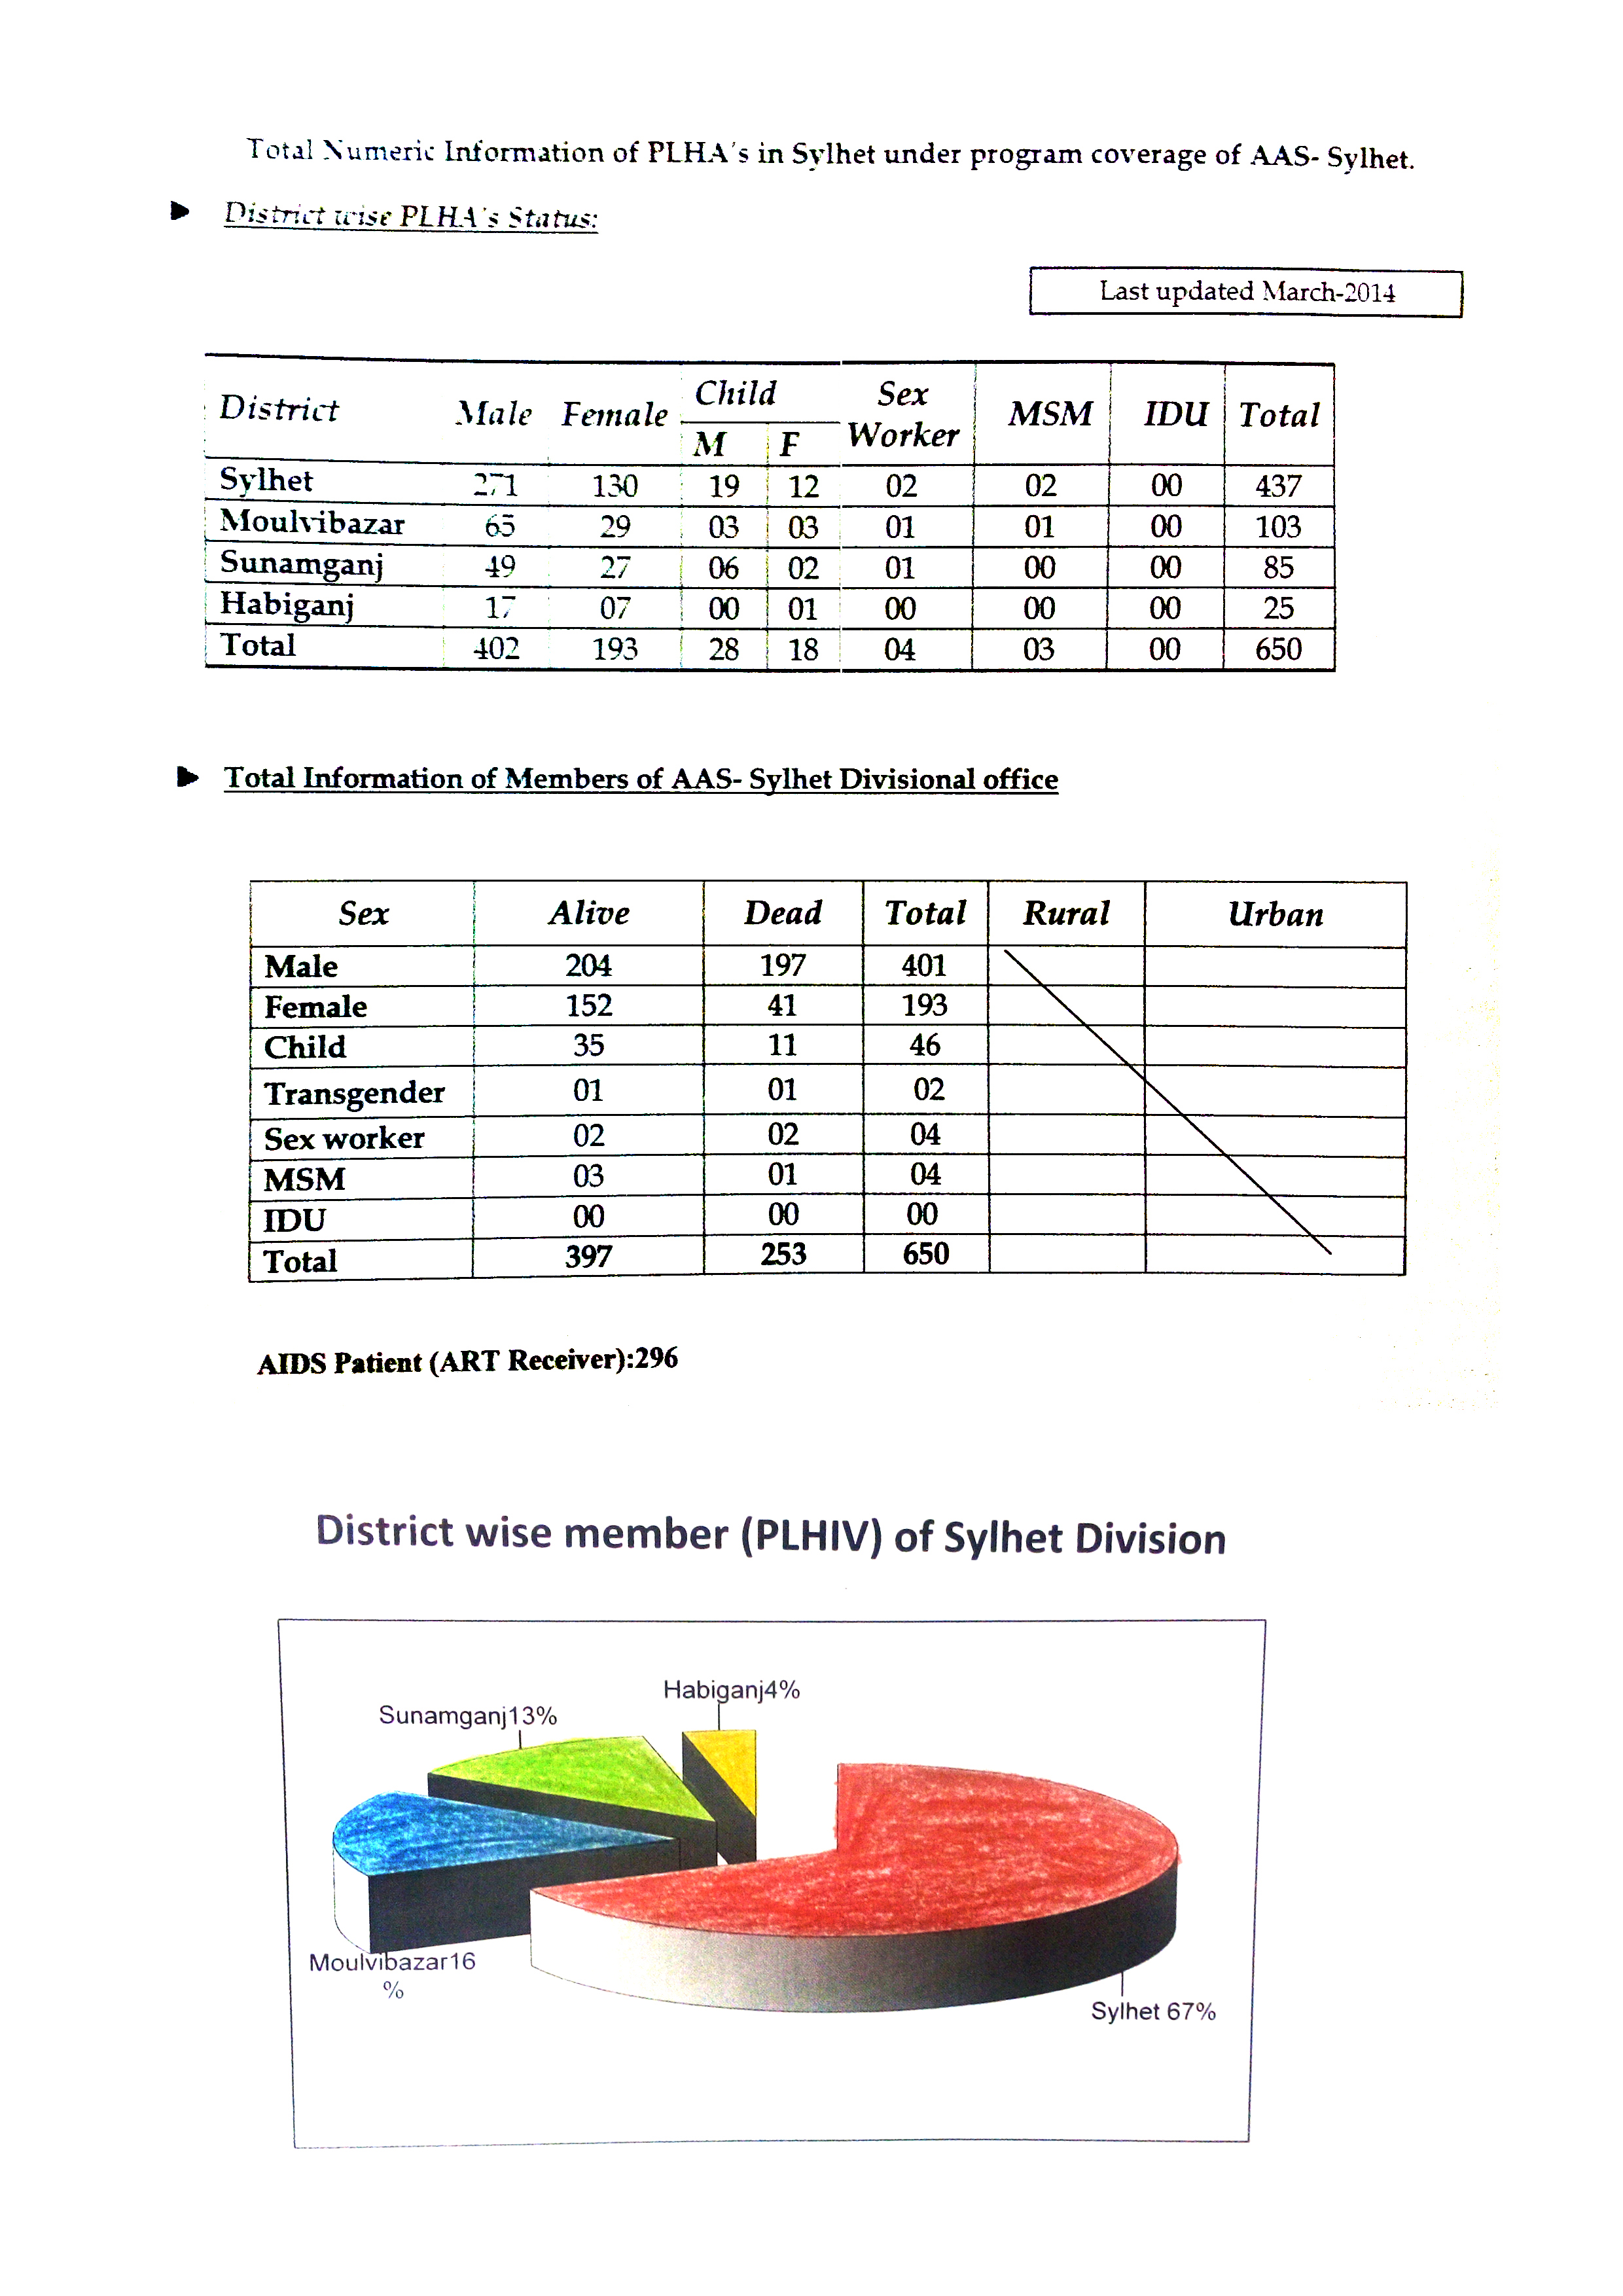 Total Numeric Information of PLHA's in Sylhet under program coverage of AAS- Sylhet.
District wise PLHA's Status:
Last updated March-2014
District Male Female Child Sex Worker MSM IDU Total
M F
Sylhet 271 130 19 12 02 02 00 437
Moulvibazar 65 29 03 03 01 01 00 103
Sunamganj 49 27 06 02 01 00 00 85
Habiganj 17 07 00 01 00 00 00 25
Total 402 193 28 18 04 03 00 650
Total Information of Members of AAS- Sylhet Divisional office
Sex Alive Dead Total Rural Urban
Male 204 197 401
Female 152 41 193
Child 35 11 46
Transgender 01 01 02
Sex worker 02 02 04
MSM 03 01 04
IDU 00 00 00
Total 397 253 650
AIDS Patient (ART Receiver):296
District wise member (PLHIV) of Sylhet Division
Habiganj4%
Sunamganj13%
Moulvibazar16
%
Sylhet 67%